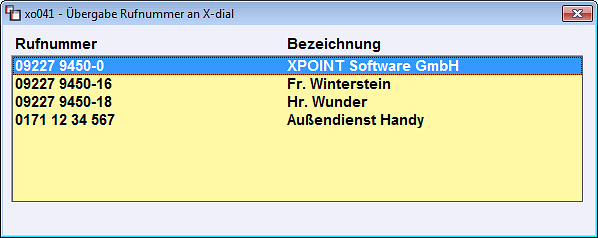 xo041 - Übergabe Rufnummer an X-dial
Rufnummer Bezeichnung
09227 9450-0 XPOINT Software GmbH
09227 9450-16 Fr. Winterstein
09227 9450-18 Hr. Wunder
0171 12 34 567 Außendienst Handy